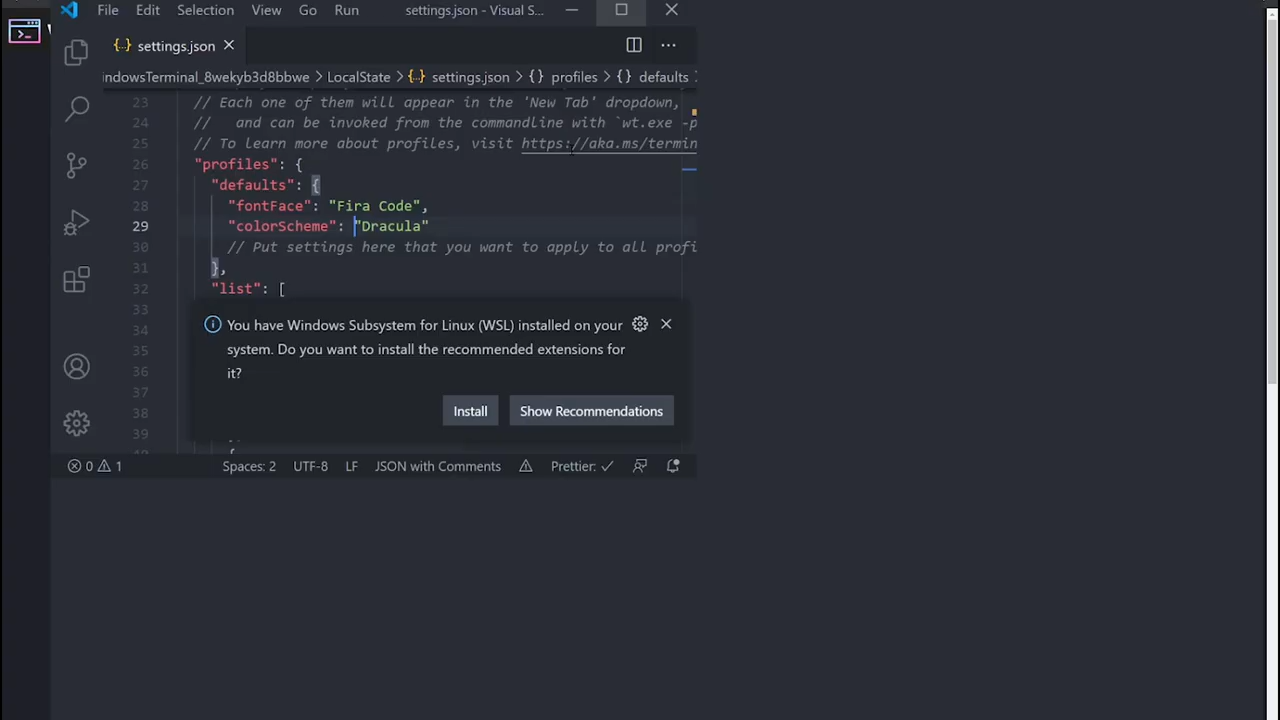 File Edit Selection View Go Run settings.json - Visual S...
settings.json
indowsTerminal_8wekyb3d8bbwe > LocalState > {··} settings.json > {} profiles > {} defaults >
23 // Each one of them will appear in the 'New Tab' dropdown,
24 //   and can be invoked from the commandline with `wt.exe -p
25 // To learn more about profiles, visit https://aka.ms/termin
26 "profiles": {
27 "defaults": {
28 "fontFace": "Fira Code",
29 "colorScheme": "Dracula"
30 // Put settings here that you want to apply to all profi
31 },
32 "list": [
33
34
35
36
37
38
39
You have Windows Subsystem for Linux (WSL) installed on your
system. Do you want to install the recommended extensions for
it?
Install Show Recommendations
0 1 Spaces: 2 UTF-8 LF JSON with Comments Prettier: ✓